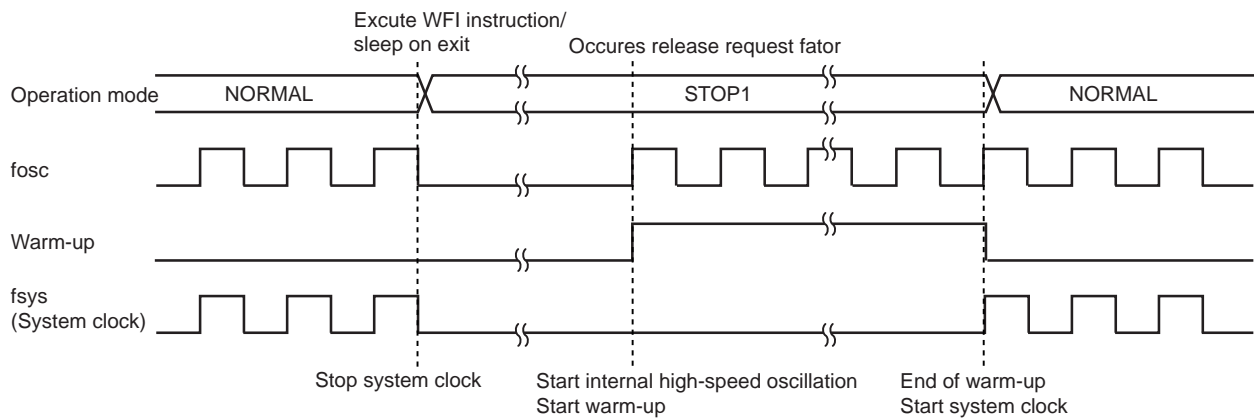 Excute WFI instruction/
sleep on exit
Occures release request fator
Operation mode
NORMAL
STOP1
NORMAL
fosc
Warm-up
fsys
(System clock)
Stop system clock
Start internal high-speed oscillation
Start warm-up
End of warm-up
Start system clock